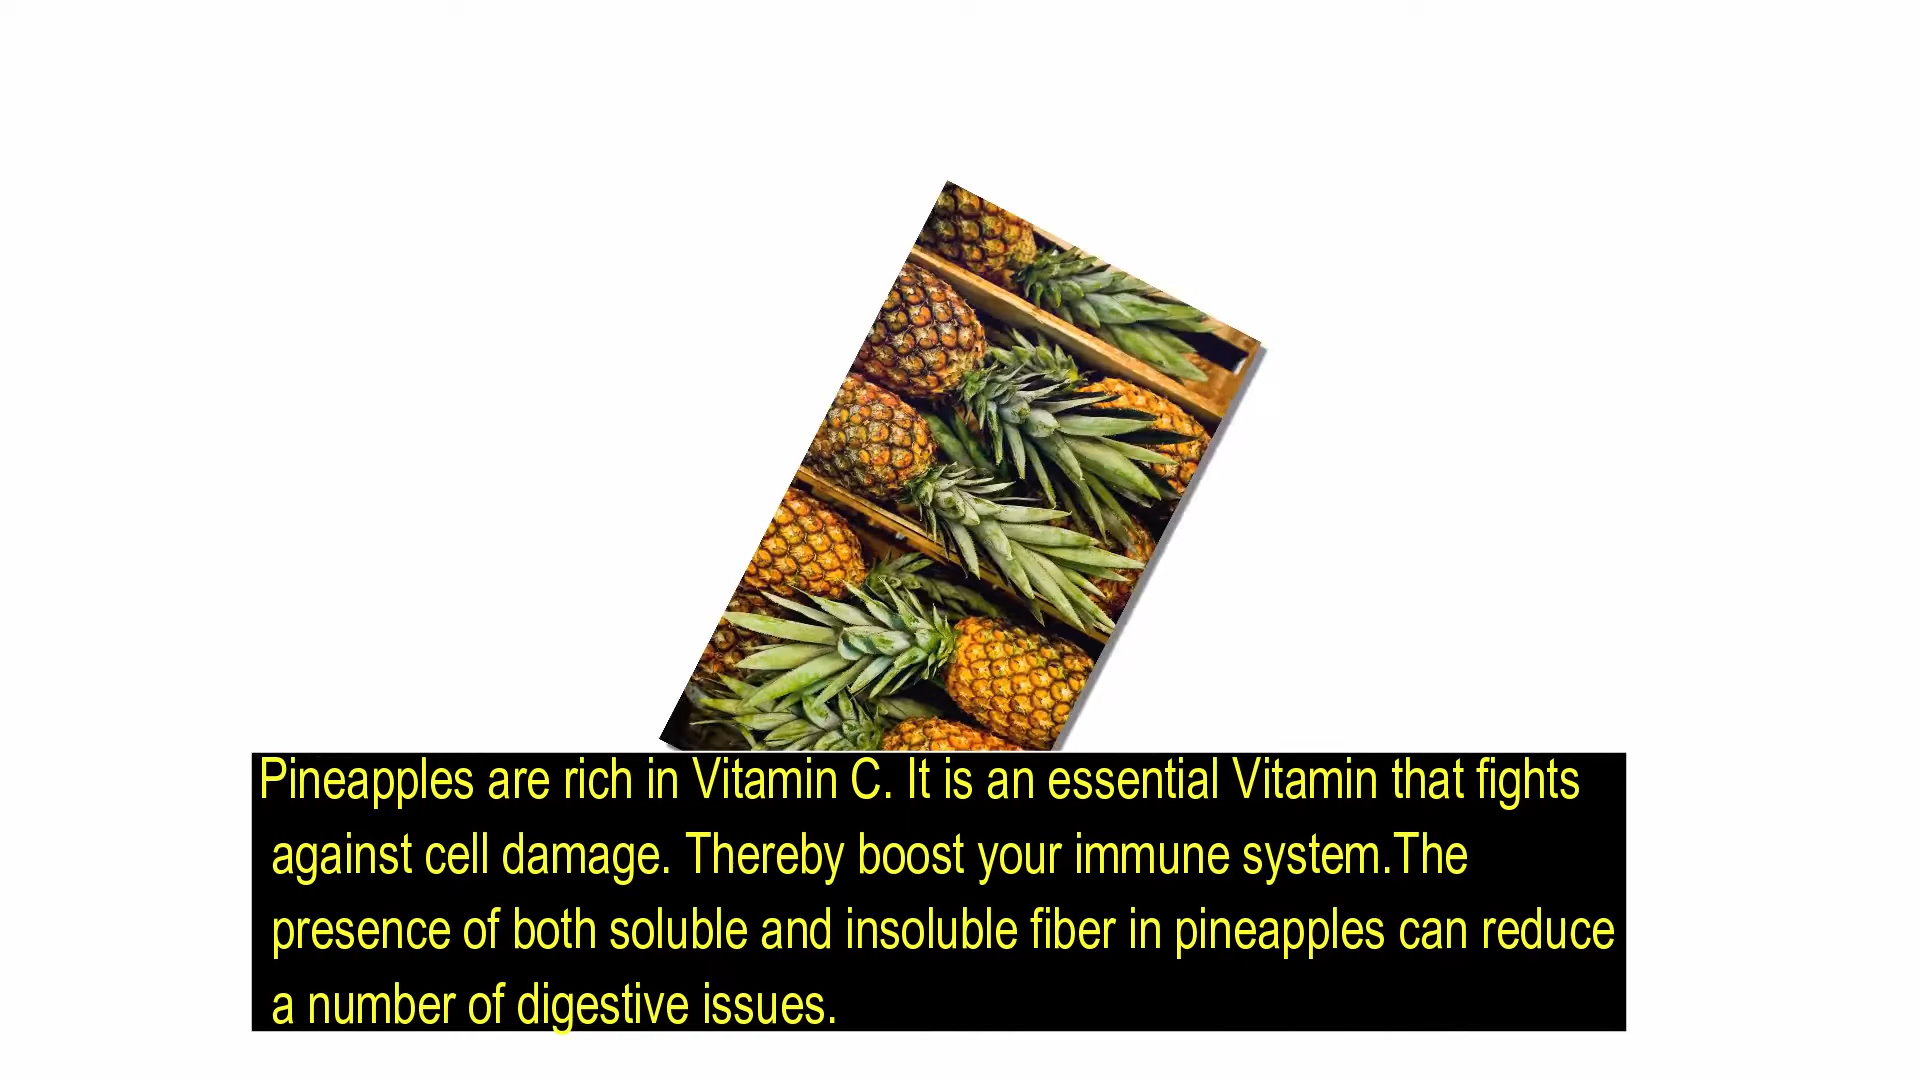 Pineapples are rich in Vitamin C. It is an essential Vitamin that fights
against cell damage. Thereby boost your immune system.The
presence of both soluble and insoluble fiber in pineapples can reduce
a number of digestive issues.